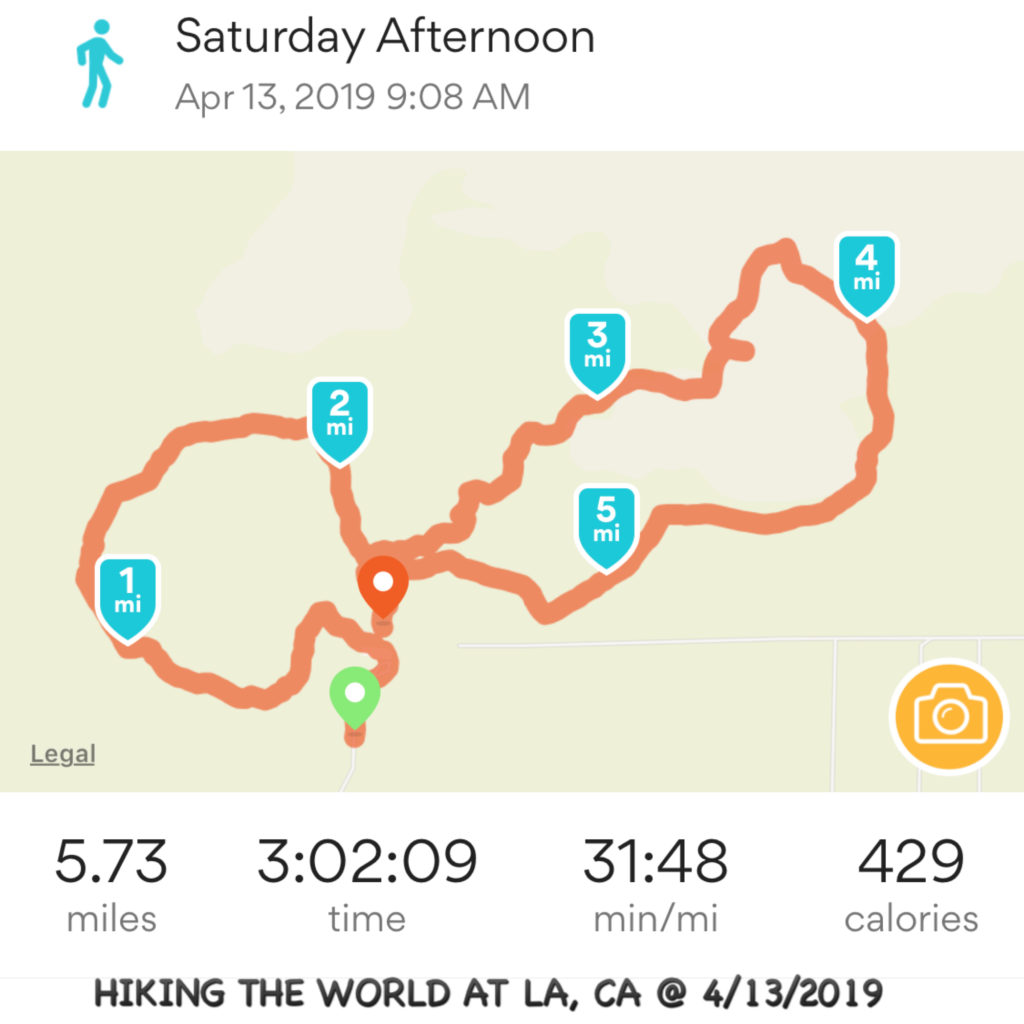 Saturday Afternoon
Apr 13, 2019 9:08 AM
4
mi
3
mi
2
mi
5
mi
1
mi
Legal
5.73 3:02:09 31:48 429
miles time min/mi calories
HIKING THE WORLD AT LA, CA @ 4/13/2019